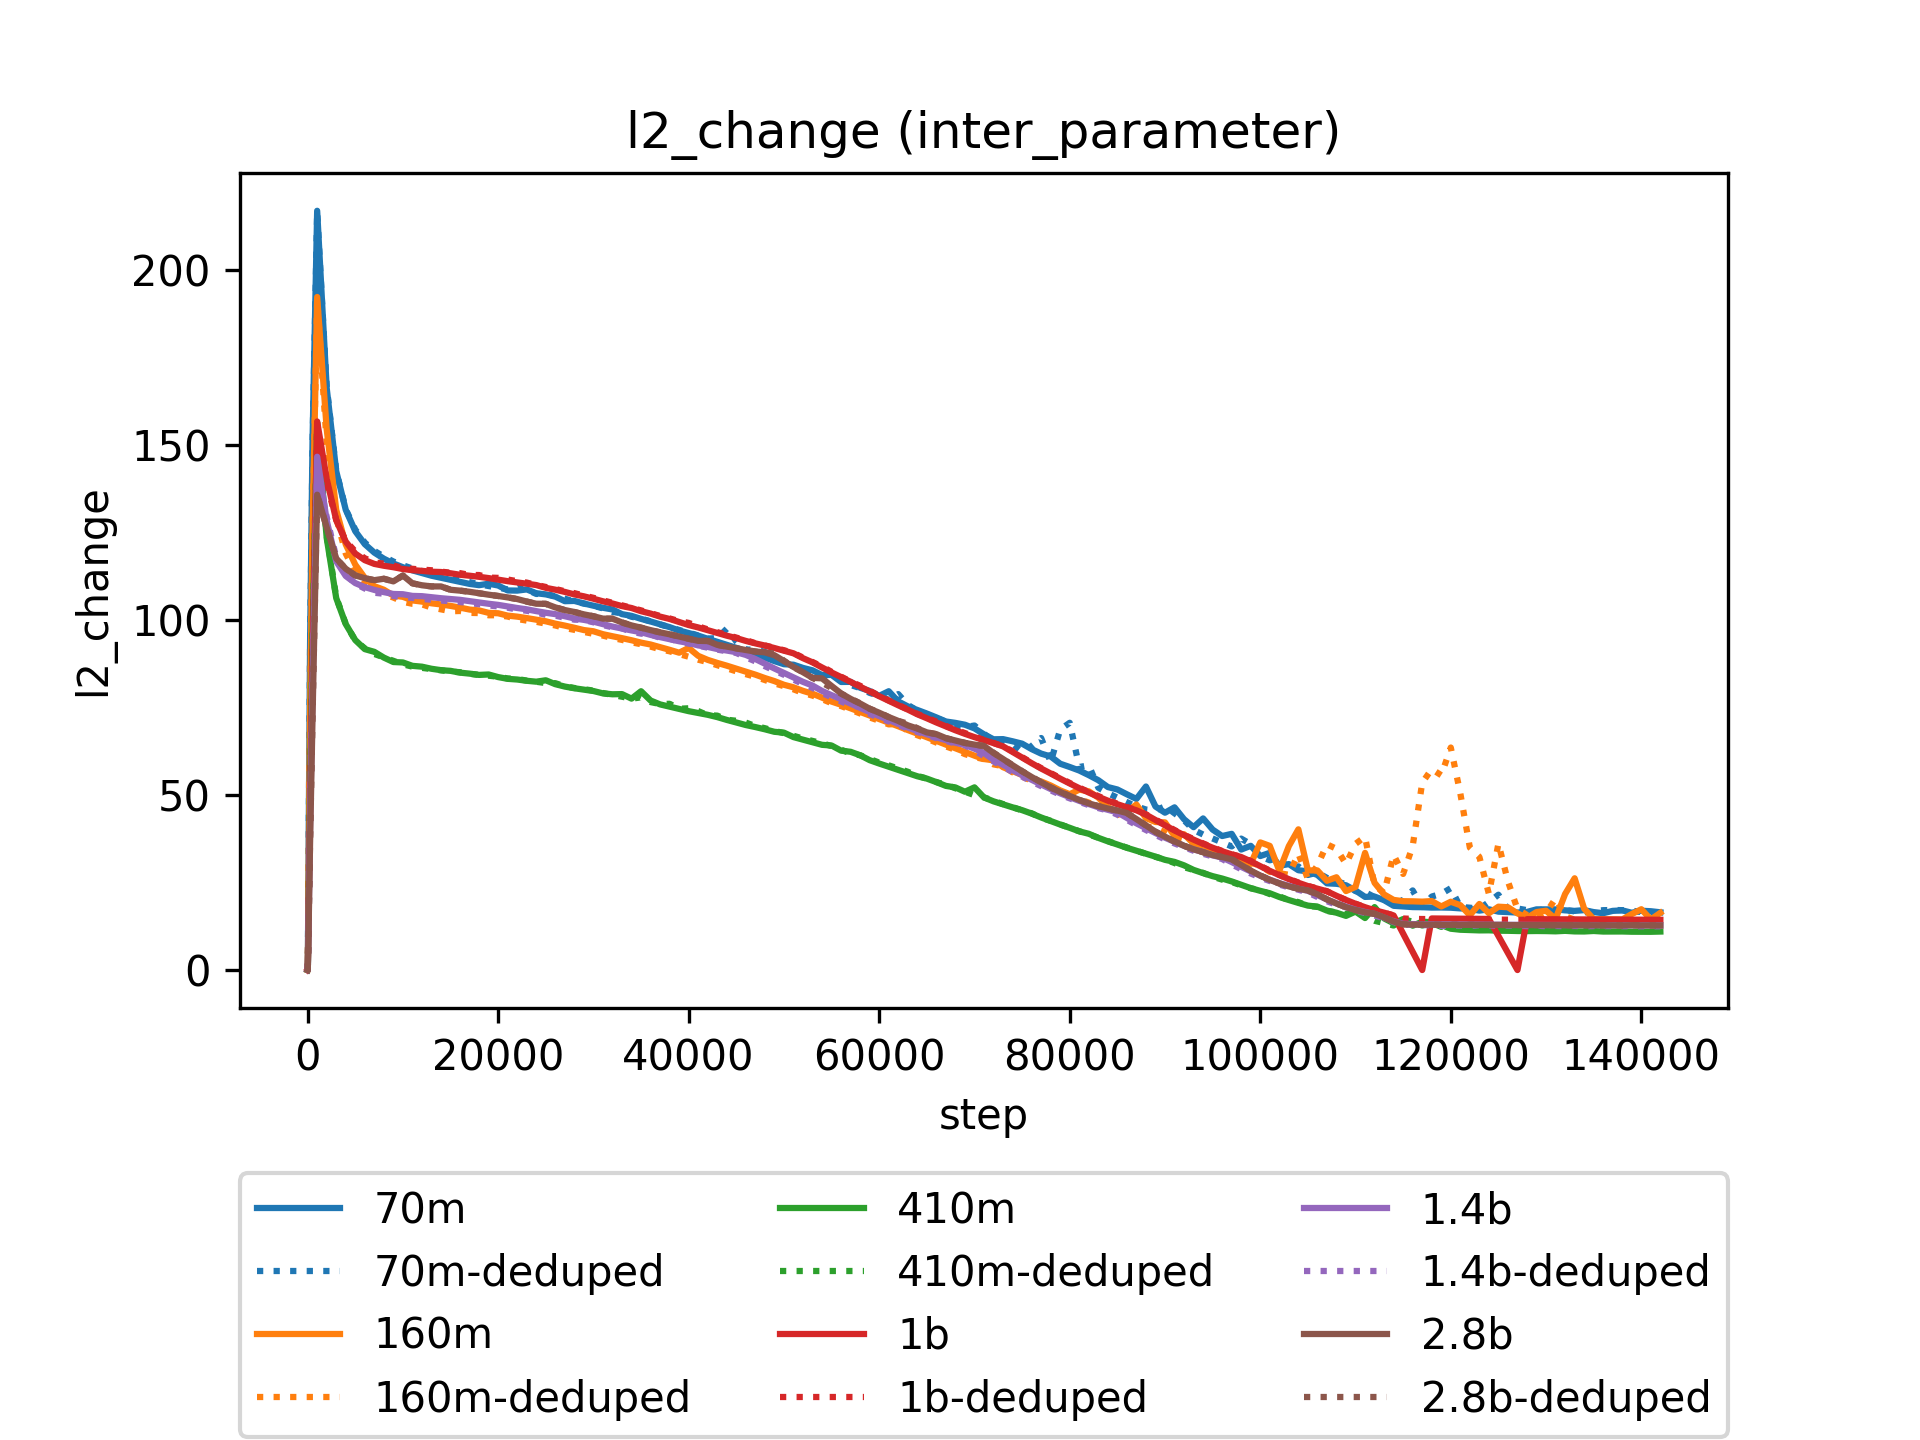 l2_change (inter_parameter)
l2_change
200
150
100
50
0
0 20000 40000 60000 80000 100000 120000 140000
step
70m 410m 1.4b
70m-deduped 410m-deduped 1.4b-deduped
160m 1b 2.8b
160m-deduped 1b-deduped 2.8b-deduped